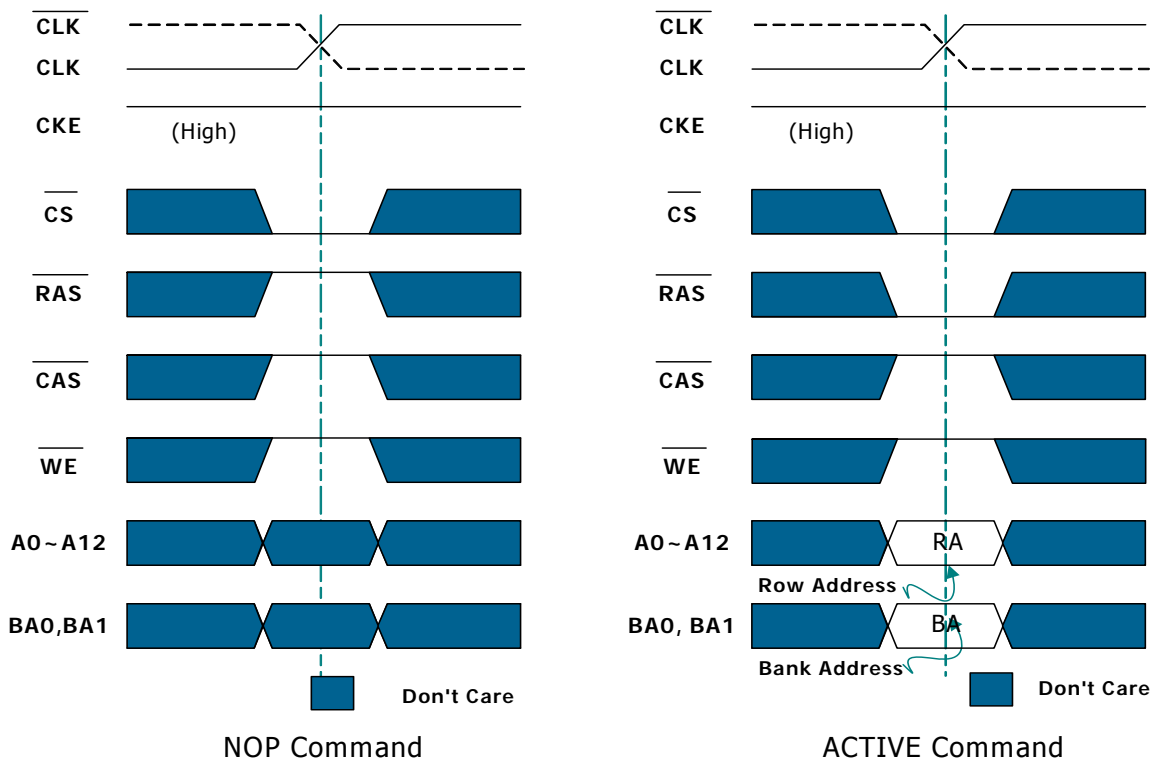 CLK
CLK
CKE
(High)
CS
RAS
CAS
WE
A0~A12
BA0,BA1
Don't Care
NOP Command
CLK
CLK
CKE
(High)
CS
RAS
CAS
WE
A0~A12
RA
Row Address
BA0, BA1
BA
Bank Address
Don't Care
ACTIVE Command